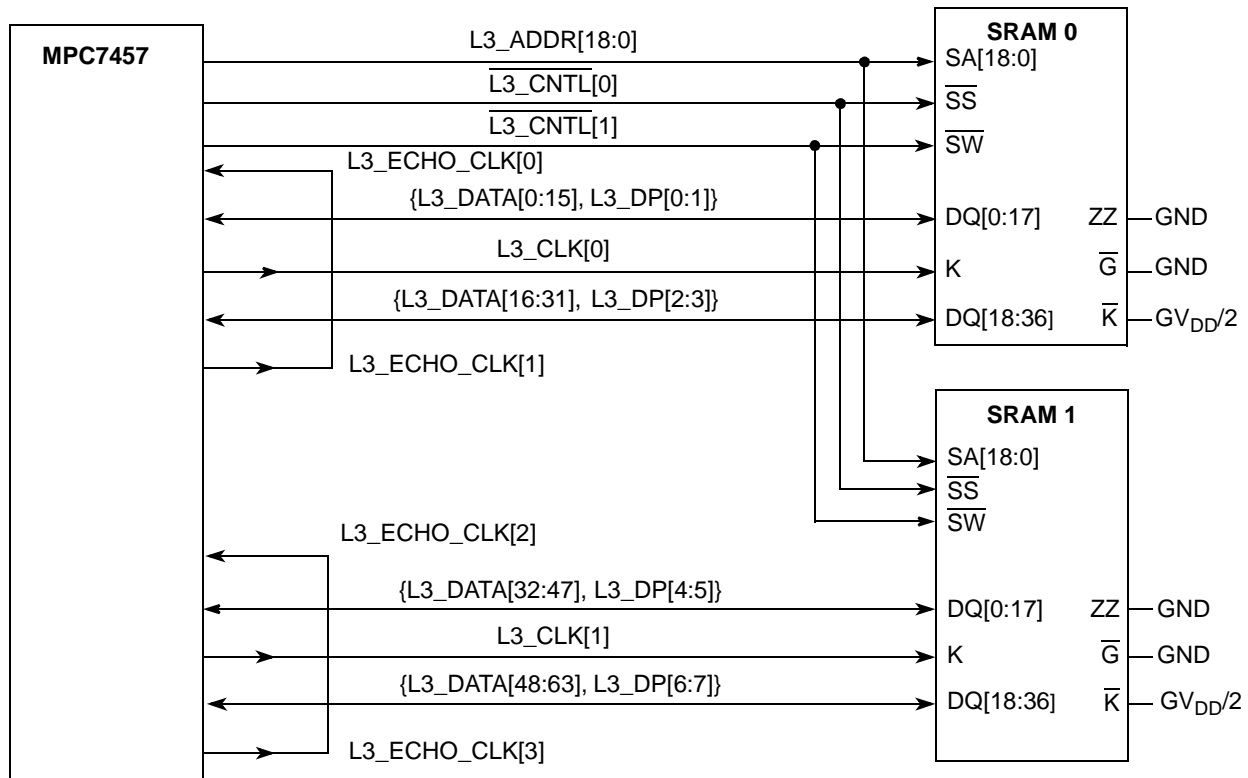 MPC7457
L3_ADDR[18:0]
L3_CNTL[0]
L3_CNTL[1]
L3_ECHO_CLK[0]
{L3_DATA[0:15], L3_DP[0:1]}
L3_CLK[0]
{L3_DATA[16:31], L3_DP[2:3]}
L3_ECHO_CLK[1]
SRAM 0
SA[18:0]
SS
SW
DQ[0:17] ZZ GND
K G GND
DQ[18:36] K GVDD/2
SRAM 1
SA[18:0]
SS
SW
L3_ECHO_CLK[2]
{L3_DATA[32:47], L3_DP[4:5]}
L3_CLK[1]
{L3_DATA[48:63], L3_DP[6:7]}
L3_ECHO_CLK[3]
DQ[0:17] ZZ GND
K G GND
DQ[18:36] K GVDD/2